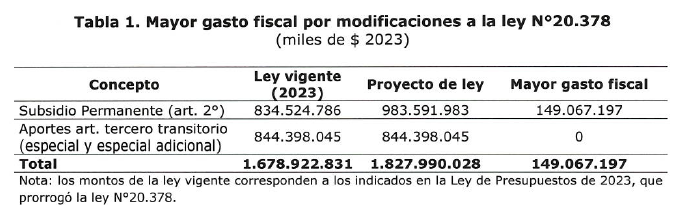 Tabla 1. Mayor gasto fiscal por modificaciones a la ley N°20.378
(miles de $ 2023)
Concepto Ley vigente (2023) Proyecto de ley Mayor gasto fiscal
Subsidio Permanente (art. 2°) 834.524.786 983.591.983 149.067.197
Aportes art. tercero transitorio
(especial y especial adicional) 844.398.045 844.398.045 0
Total 1.678.922.831 1.827.990.028 149.067.197
Nota: los montos de la ley vigente corresponden a los indicados en la Ley de Presupuestos de 2023, que
prorrogó la ley N°20.378.